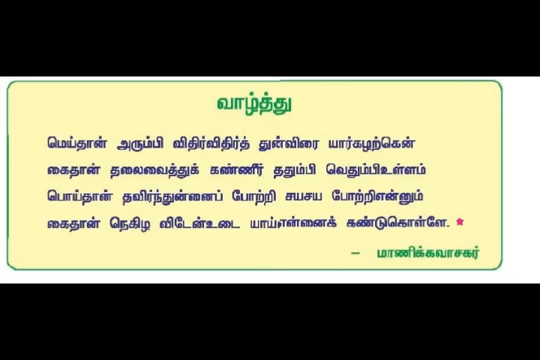 வாழ்த்து
மெய்தான் அரும்பி விதிர்விதிர்த் துன்விரை யார்கழற்கென்
கைதான் தலைவைத்துக் கண்ணீர் ததும்பி வெதும்பிஉள்ளம்
பொய்தான் தவிர்ந்துன்னைப் போற்றி சயசய போற்றிஎன்னும்
கைதான் நெகிழ விடேன்உடை யாய்என்னைக் கண்டுகொள்ளே. *
– மாணிக்கவாசகர்